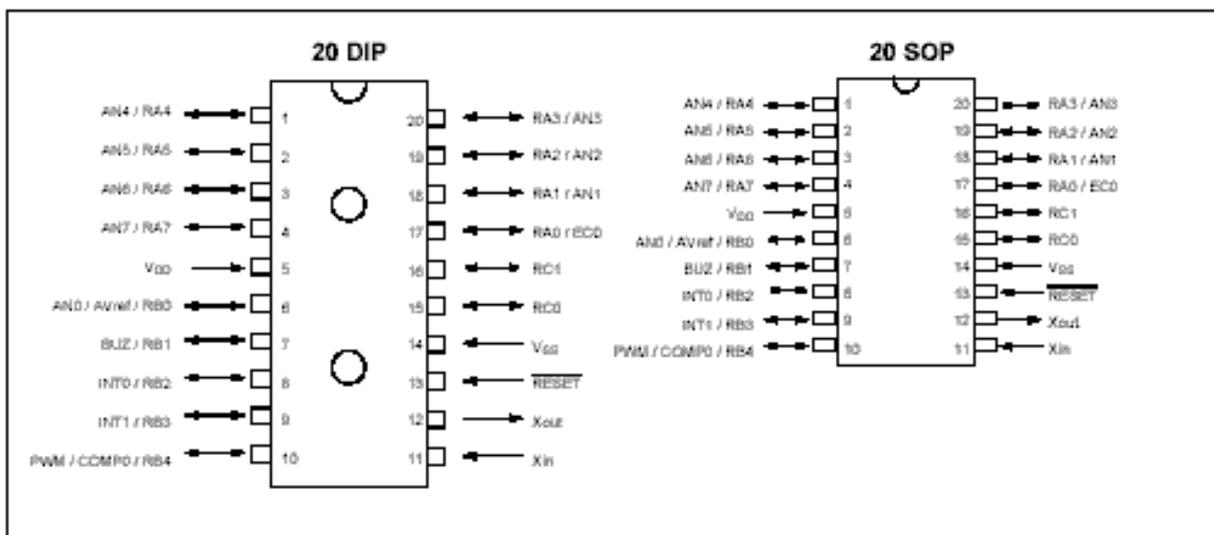 20 DIP
AN4 / RA4 1 20 RA3 / AN3
AN5 / RA5 2 19 RA2 / AN2
AN6 / RA6 3 18 RA1 / AN1
AN7 / RA7 4 17 RA0 / EC0
VDD 5 16 RC1
AN0 / AVref / RB0 6 15 RC0
BUZ / RB1 7 14 VSS
INT0 / RB2 8 13 RESET
INT1 / RB3 9 12 Xout
PWM / COMP0 / RB4 10 11 Xin
20 SOP
AN4 / RA4 1 20 RA3 / AN3
AN5 / RA5 2 19 RA2 / AN2
AN6 / RA6 3 18 RA1 / AN1
AN7 / RA7 4 17 RA0 / EC0
VDD 5 16 RC1
AN0 / AVref / RB0 6 15 RC0
BUZ / RB1 7 14 VSS
INT0 / RB2 8 13 RESET
INT1 / RB3 9 12 Xout
PWM / COMP0 / RB4 10 11 Xin